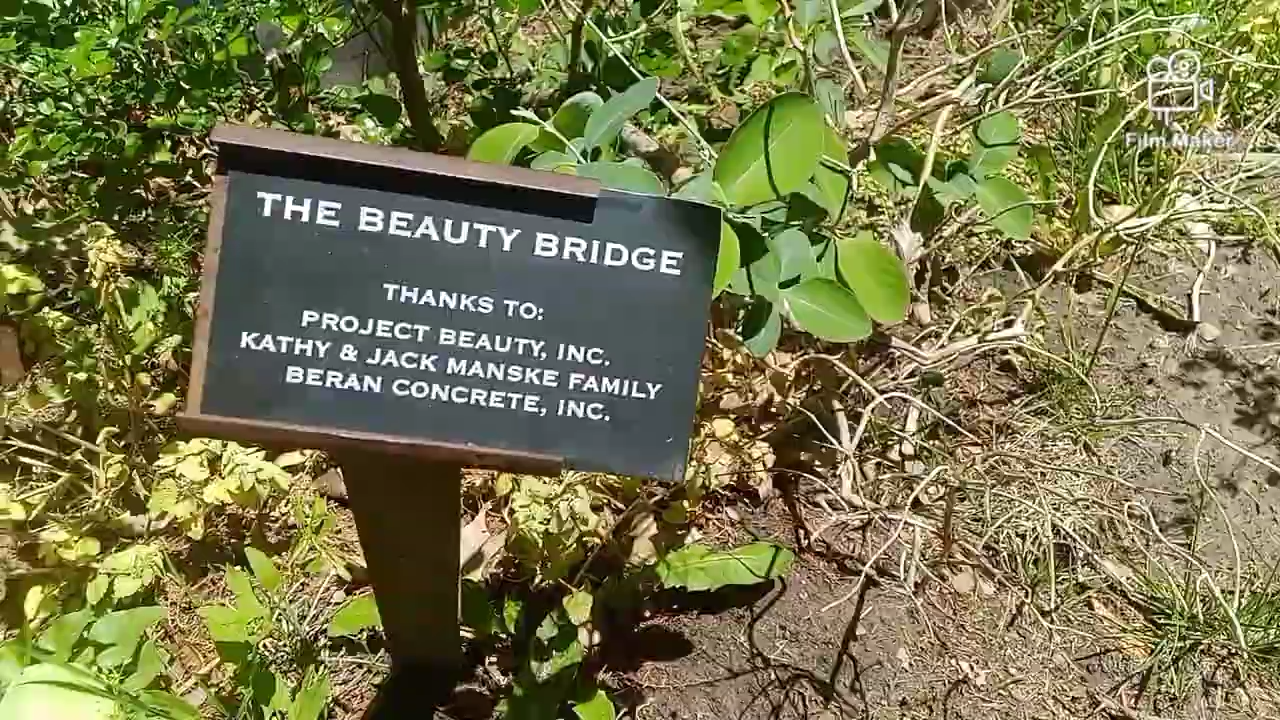 THE BEAUTY BRIDGE
THANKS TO:
PROJECT BEAUTY, INC.
KATHY & JACK MANSKE FAMILY
BERAN CONCRETE, INC.
Film Maker